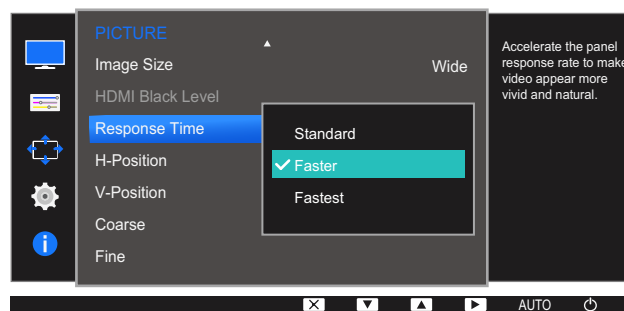 PICTURE
Image Size
Wide
HDMI Black Level
Response Time
H-Position
V-Position
Coarse
Fine
Standard
Faster
Fastest
Accelerate the panel
response rate to make
video appear more
vivid and natural.
AUTO